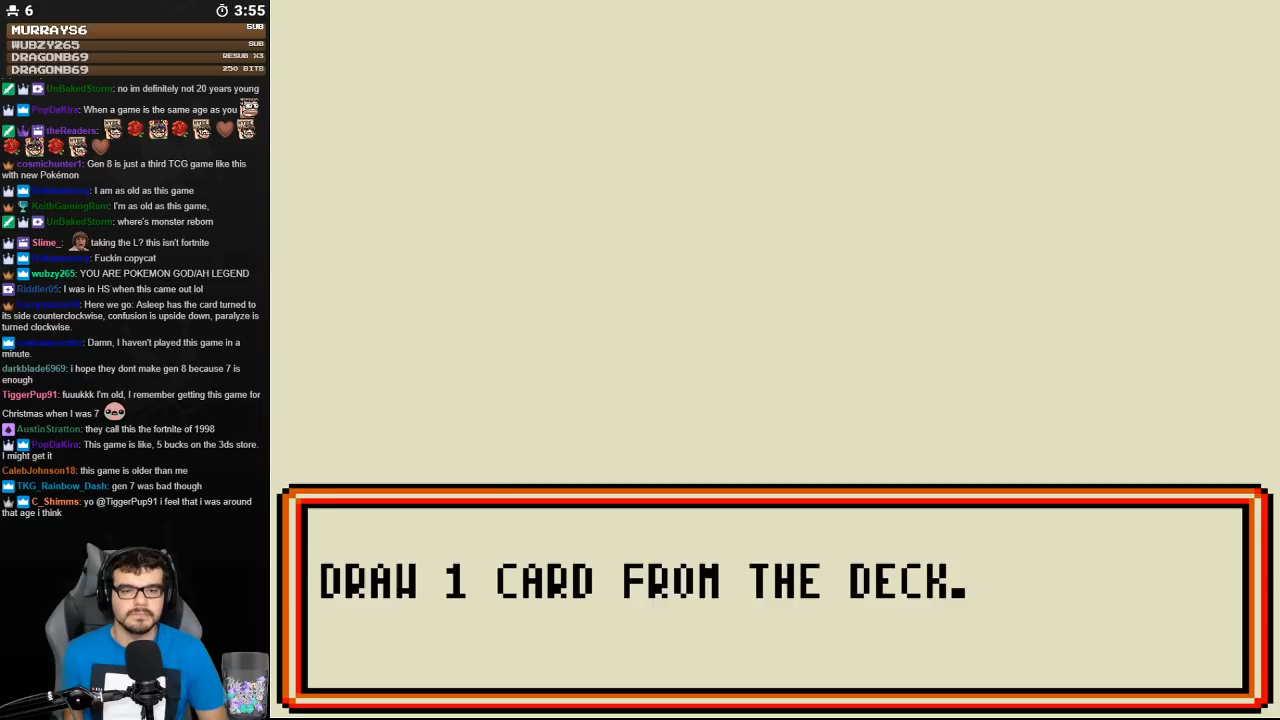 6 3:55
MURRAYS6 SUB
WUBZY265 SUB
DRAGONB69 RESUB X3
DRAGONB69 250 BITS
UnBakedStorm: no im definitely not 20 years young
PopDaKira: When a game is the same age as you
theReaders:
cosmichunter1: Gen 8 is just a third TCG game like this
with new Pokémon
: I am as old as this game
KeithGamingRam: I'm as old as this game,
UnBakedStorm: where's monster reborn
Slime_: taking the L? this isn't fortnite
: Fuckin copycat
wubzy265: YOU ARE POKEMON GOD/AH LEGEND
Riddler05: I was in HS when this came out lol
: Here we go: Asleep has the card turned to
its side counterclockwise, confusion is upside down, paralyze is
turned clockwise.
: Damn, I haven't played this game in a
minute.
darkblade6969: i hope they dont make gen 8 because 7 is
enough
TiggerPup91: fuuukkk I'm old, I remember getting this game for
Christmas when I was 7
AustinStratton: they call this the fortnite of 1998
PopDaKira: This game is like, 5 bucks on the 3ds store.
I might get it
CalebJohnson18: this game is older than me
TKG_Rainbow_Dash: gen 7 was bad though
C_Shimms: yo @TiggerPup91 i feel that i was around
that age i think
DRAW 1 CARD FROM THE DECK.